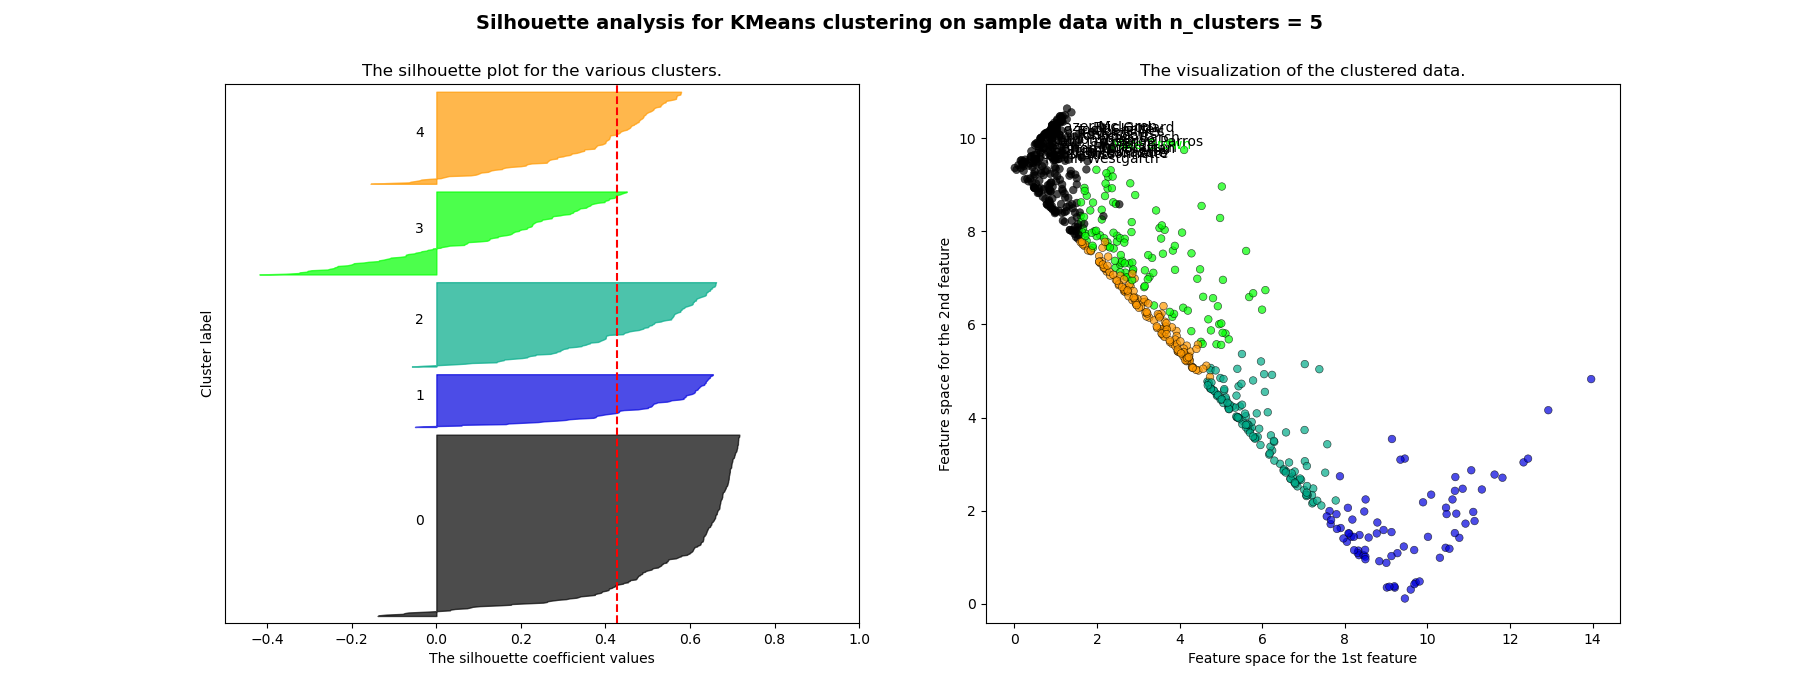 Silhouette analysis for KMeans clustering on sample data with n_clusters = 5
The silhouette plot for the various clusters.
4
3
2
1
0
Cluster label
−0.4 −0.2 0.0 0.2 0.4 0.6 0.8 1.0
The silhouette coefficient values
The visualization of the clustered data.
10
8
6
4
2
0
Feature space for the 2nd feature
0 2 4 6 8 10 12 14
Feature space for the 1st feature